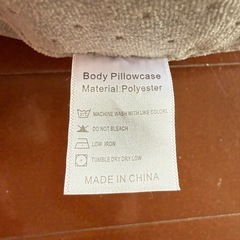 Body Pillowcase
Material:Polyester
MACHINE WASH WITH LIKE COLORS
DO NOT BLEACH
LOW IRON
TUMBLE DRY DRY LOW
MADE IN CHINA